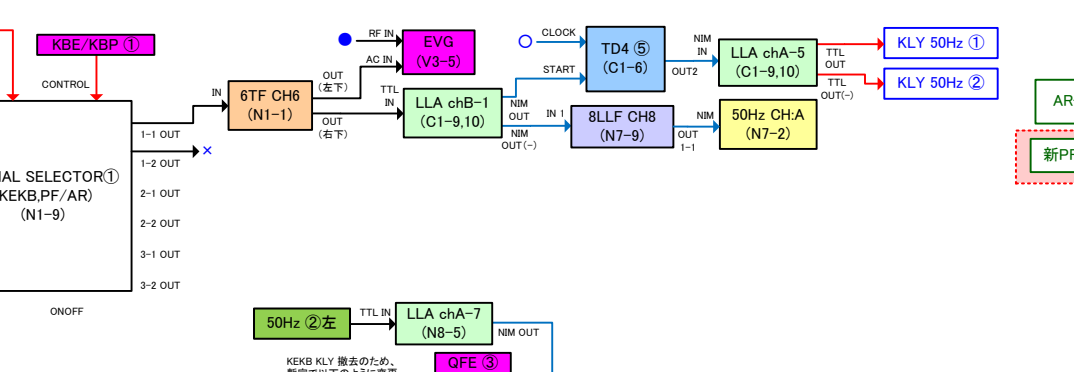 KBE/KBP ①
CONTROL
NAL SELECTOR①
KEKB,PF/AR)
(N1-9)
1-1 OUT
1-2 OUT
×
2-1 OUT
2-2 OUT
3-1 OUT
3-2 OUT
ONOFF
IN
6TF CH6
(N1-1)
OUT
(左下)
OUT
(右下)
RF IN
AC IN
EVG
(V3-5)
TTL
IN
LLA chB-1
(C1-9,10)
NIM
OUT
NIM
OUT(-)
CLOCK
START
TD4 ⑤
(C1-6)
OUT2
NIM
IN
LLA chA-5
(C1-9,10)
TTL
OUT
TTL
OUT(-)
KLY 50Hz ①
KLY 50Hz ②
IN 1
8LLF CH8
(N7-9)
OUT
1-1
NIM
50Hz CH:A
(N7-2)
AR
新PF
50Hz ②左
TTL IN
LLA chA-7
(N8-5)
NIM OUT
KEKB KLY 撤去のため、
QFE ③